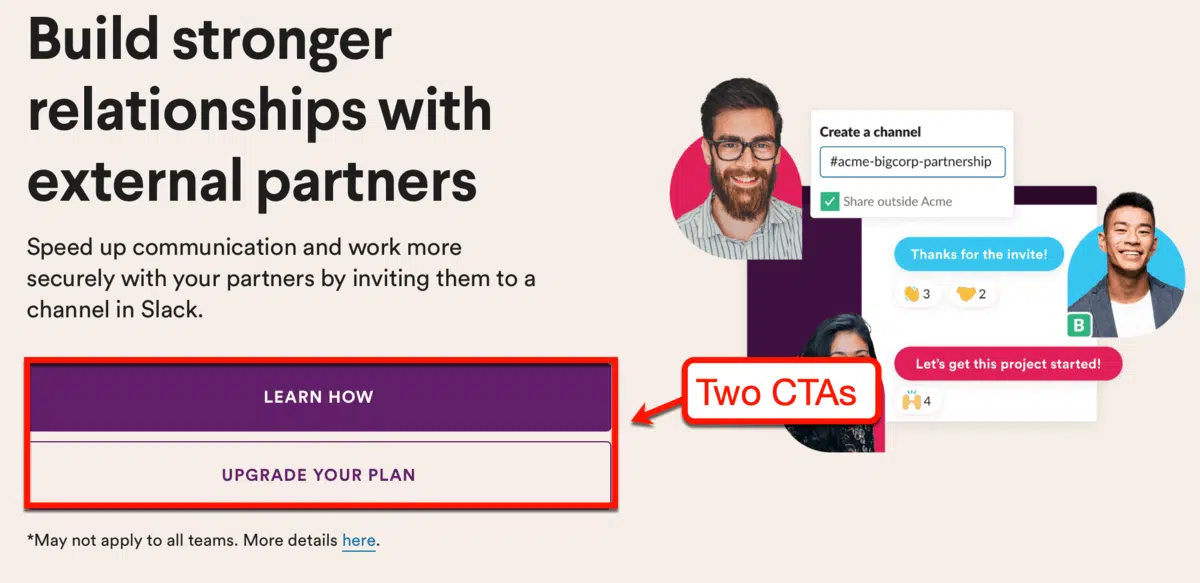 Build stronger
relationships with
external partners
Speed up communication and work more
securely with your partners by inviting them to a
channel in Slack.
LEARN HOW
UPGRADE YOUR PLAN
*May not apply to all teams. More details here.
Two CTAs
Create a channel
#acme-bigcorp-partnership
Share outside Acme
Thanks for the invite!
3
2
B
Let's get this project started!
4